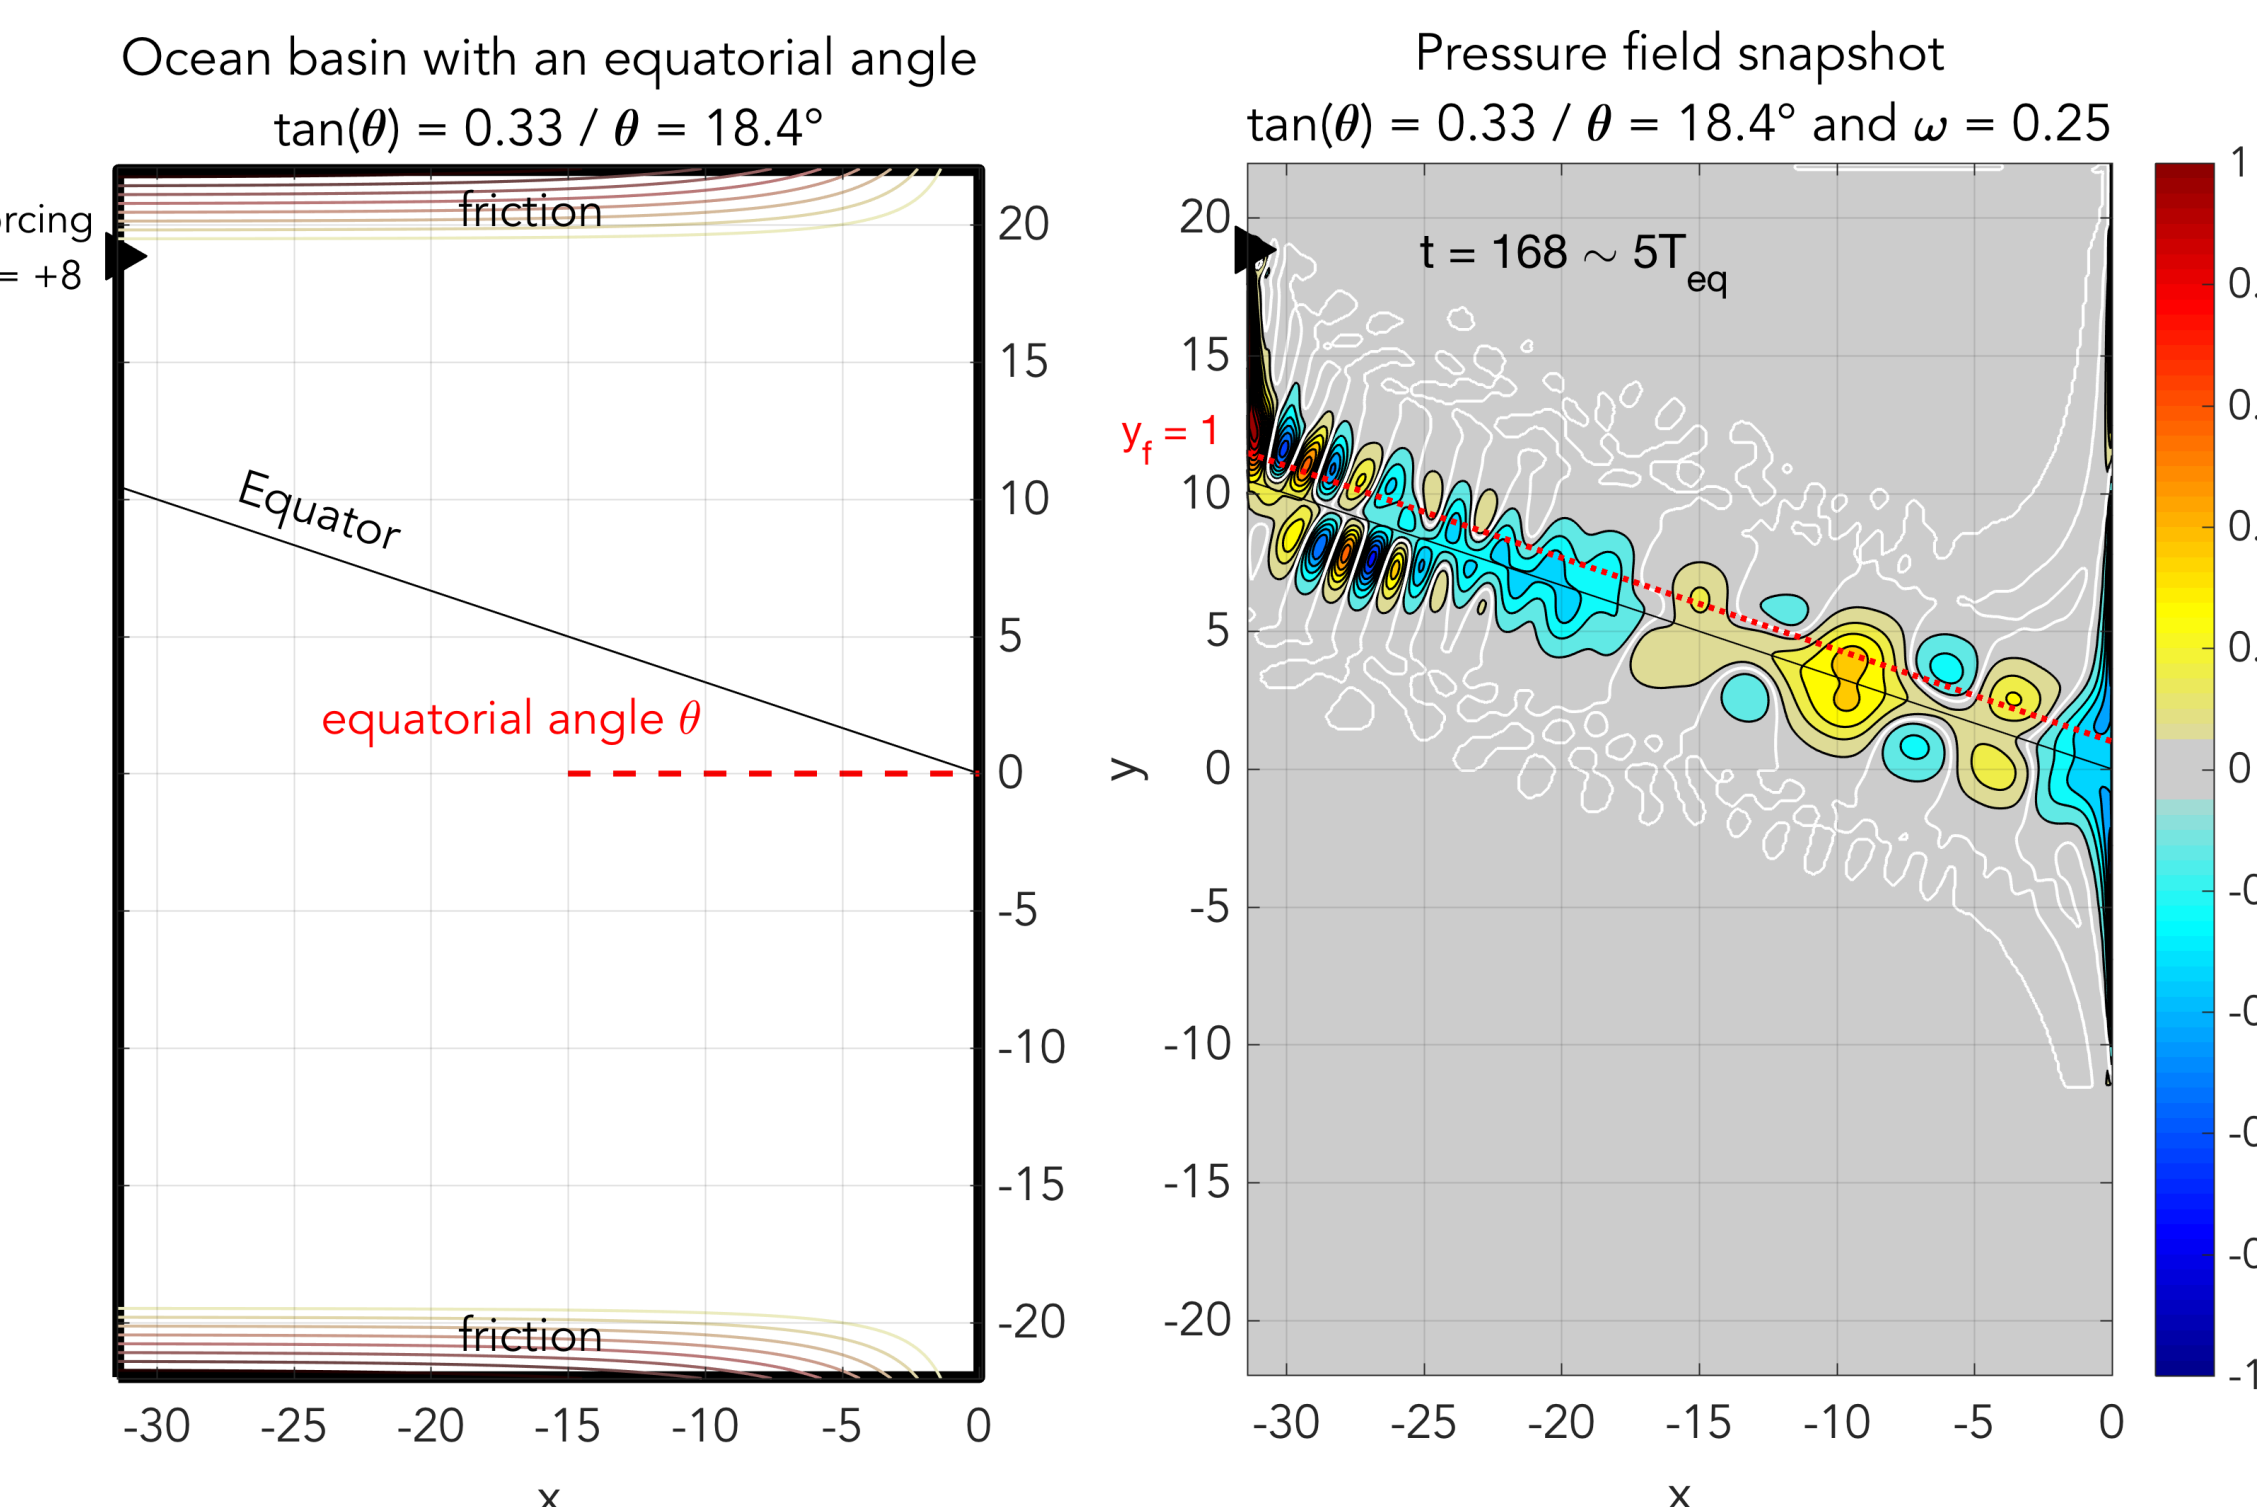 Ocean basin with an equatorial angle
tan(θ) = 0.33 / θ = 18.4°
= +8
friction
Equator
equatorial angle θ
friction
20
15
10
5
0
-5
-10
-15
-20
-30 -25 -20 -15 -10 -5 0
x
Pressure field snapshot
tan(θ) = 0.33 / θ = 18.4° and ω = 0.25
t = 168 ∼ 5Teq
yf = 1
y
20
15
10
5
0
-5
-10
-15
-20
-30 -25 -20 -15 -10 -5 0
x
1
0